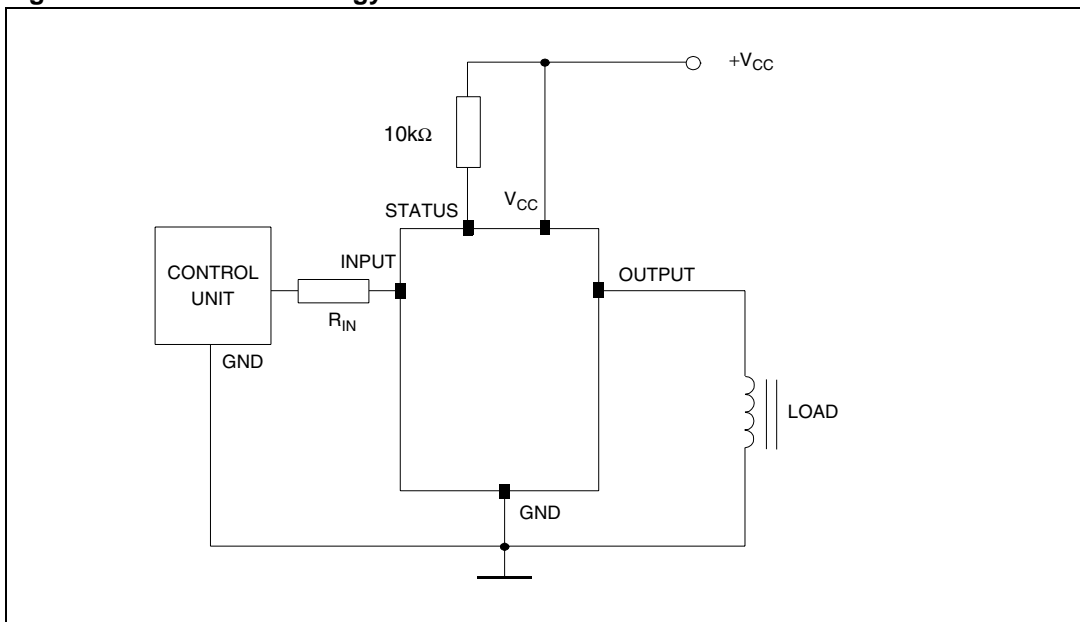 +VCC
10kΩ
STATUS
VCC
INPUT
OUTPUT
CONTROL
UNIT
RIN
GND
LOAD
GND